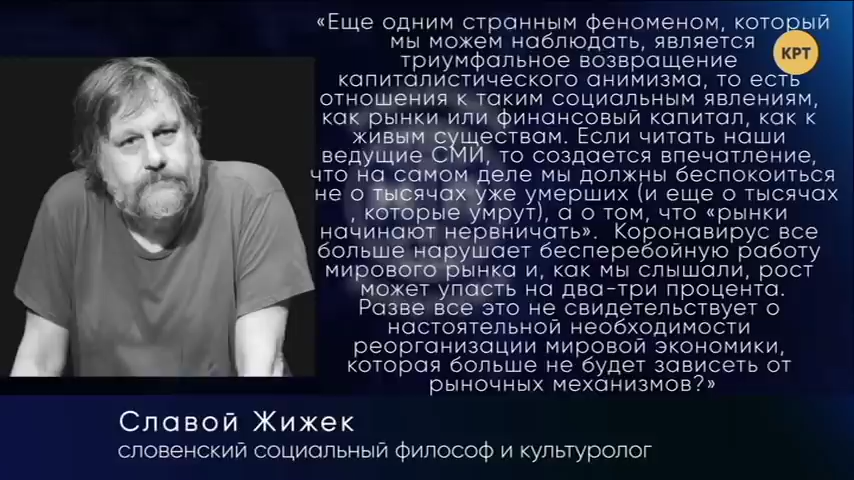 «Еще одним странным феноменом, который
мы можем наблюдать, является
триумфальное возвращение
капиталистического анимизма, то есть
отношения к таким социальным явлениям,
как рынки или финансовый капитал, как к
живым существам. Если читать наши
ведущие СМИ, то создается впечатление,
что на самом деле мы должны беспокоиться
не о тысячах уже умерших (и еще о тысячах
, которые умрут), а о том, что «рынки
начинают нервничать».  Коронавирус все
больше нарушает бесперебойную работу
мирового рынка и, как мы слышали, рост
может упасть на два-три процента.
Разве все это не свидетельствует о
настоятельной необходимости
реорганизации мировой экономики,
которая больше не будет зависеть от
рыночных механизмов?»
КРТ
Славой Жижек
словенский социальный философ и культуролог